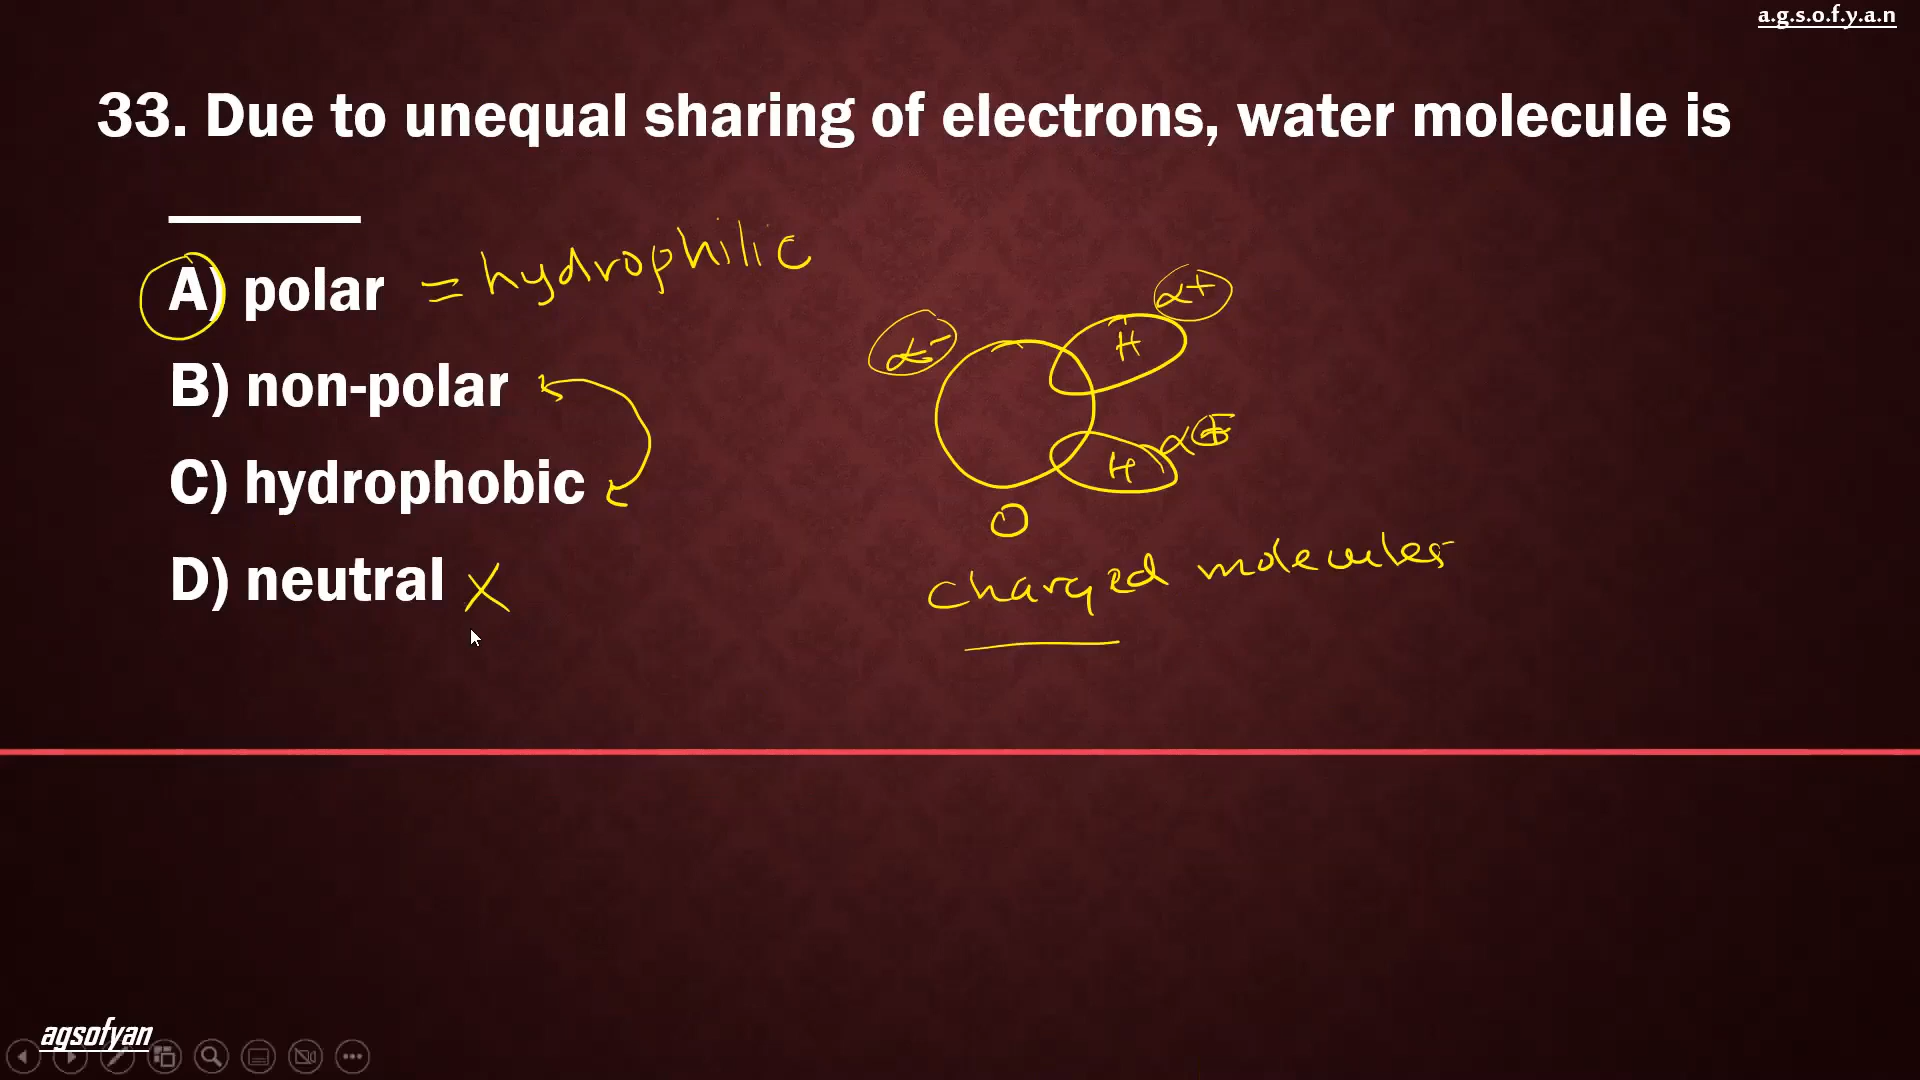 a.g.s.o.f.y.a.n
33. Due to unequal sharing of electrons, water molecule is
_______
A) polar = hydrophilic
B) non-polar
C) hydrophobic
D) neutral X
α-
H α+
H α+
O
charged molecules
agsofyan